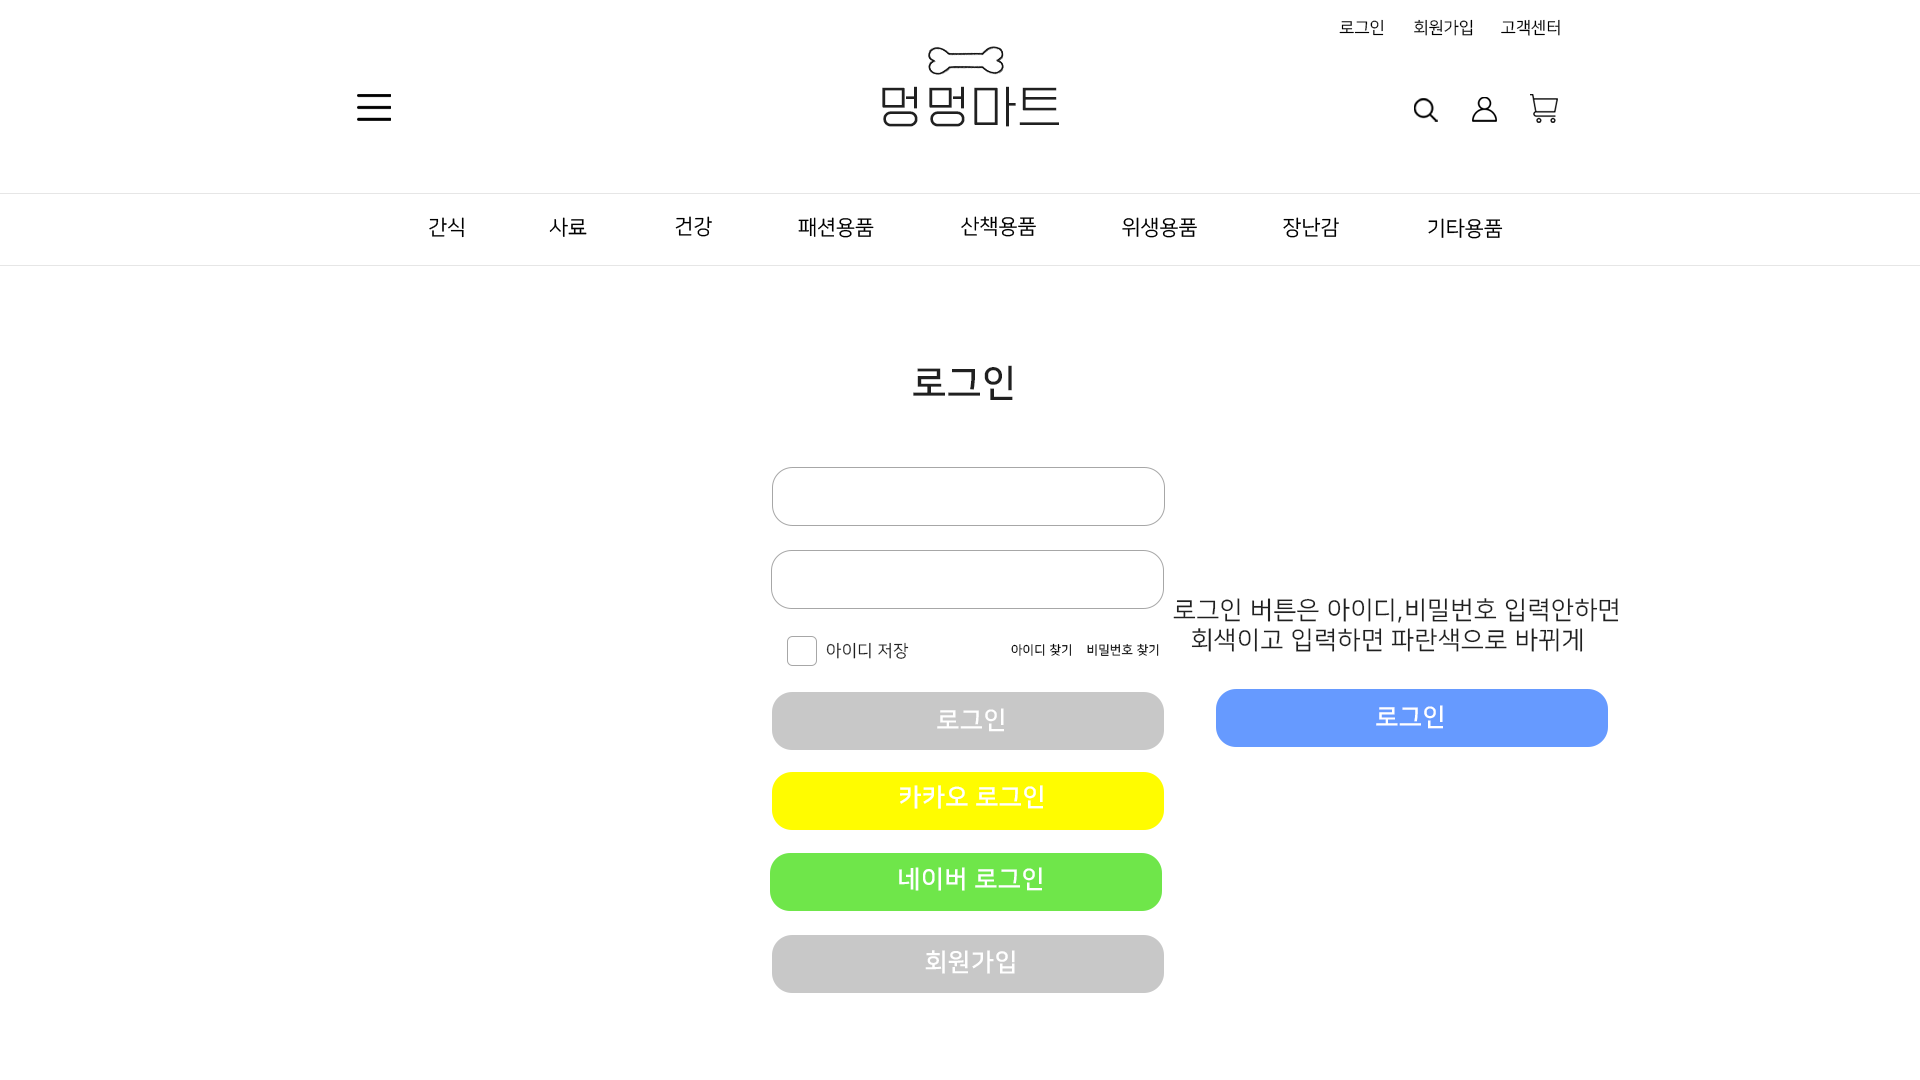 로그인 회원가입 고객센터
멍멍마트
간식 사료 건강 패션용품 산책용품 위생용품 장난감 기타용품
로그인
로그인 버튼은 아이디,비밀번호 입력안하면
회색이고 입력하면 파란색으로 바뀌게
아이디 저장 아이디 찾기 비밀번호 찾기
로그인
로그인
카카오 로그인
네이버 로그인
회원가입